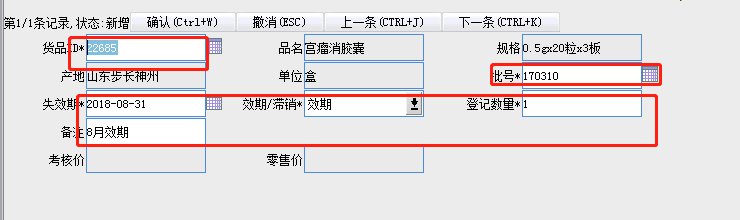 第1/1条记录,状态:新增 确认(Ctrl+W) 撤消(ESC) 上一条(CTRL+J) 下一条(CTRL+K)
货品ID* 22685 品名 宫瘤消胶囊 规格 0.5gx20粒x3板
产地 山东步长神州 单位 盒 批号* 170310
失效期* 2018-08-31 效期/滞销* 效期 登记数量* 1
备注 8月效期
考核价 零售价